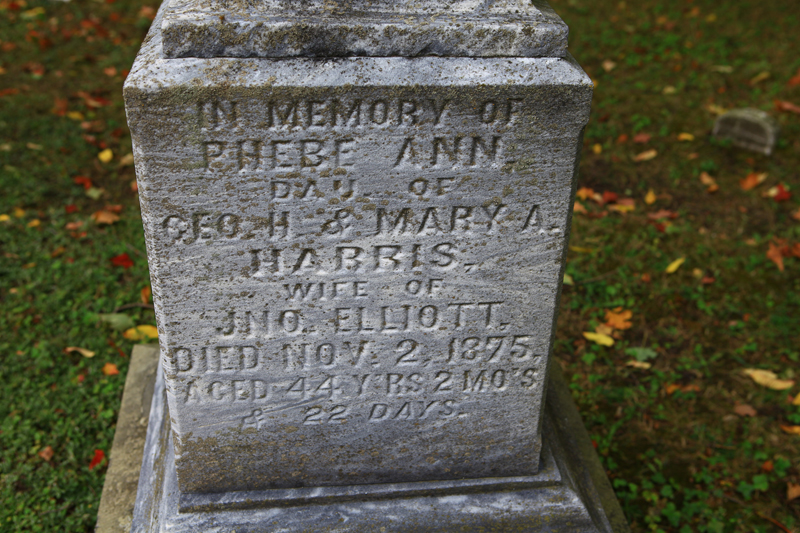 IN MEMORY OF
PHEBE ANN,
DAU. OF
GEO. H. & MARY A.
HARRIS,
WIFE OF
JNO. ELLIOTT.
DIED NOV. 2, 1875,
AGED 44 Y'RS 2 MO'S
& 22 DAYS.